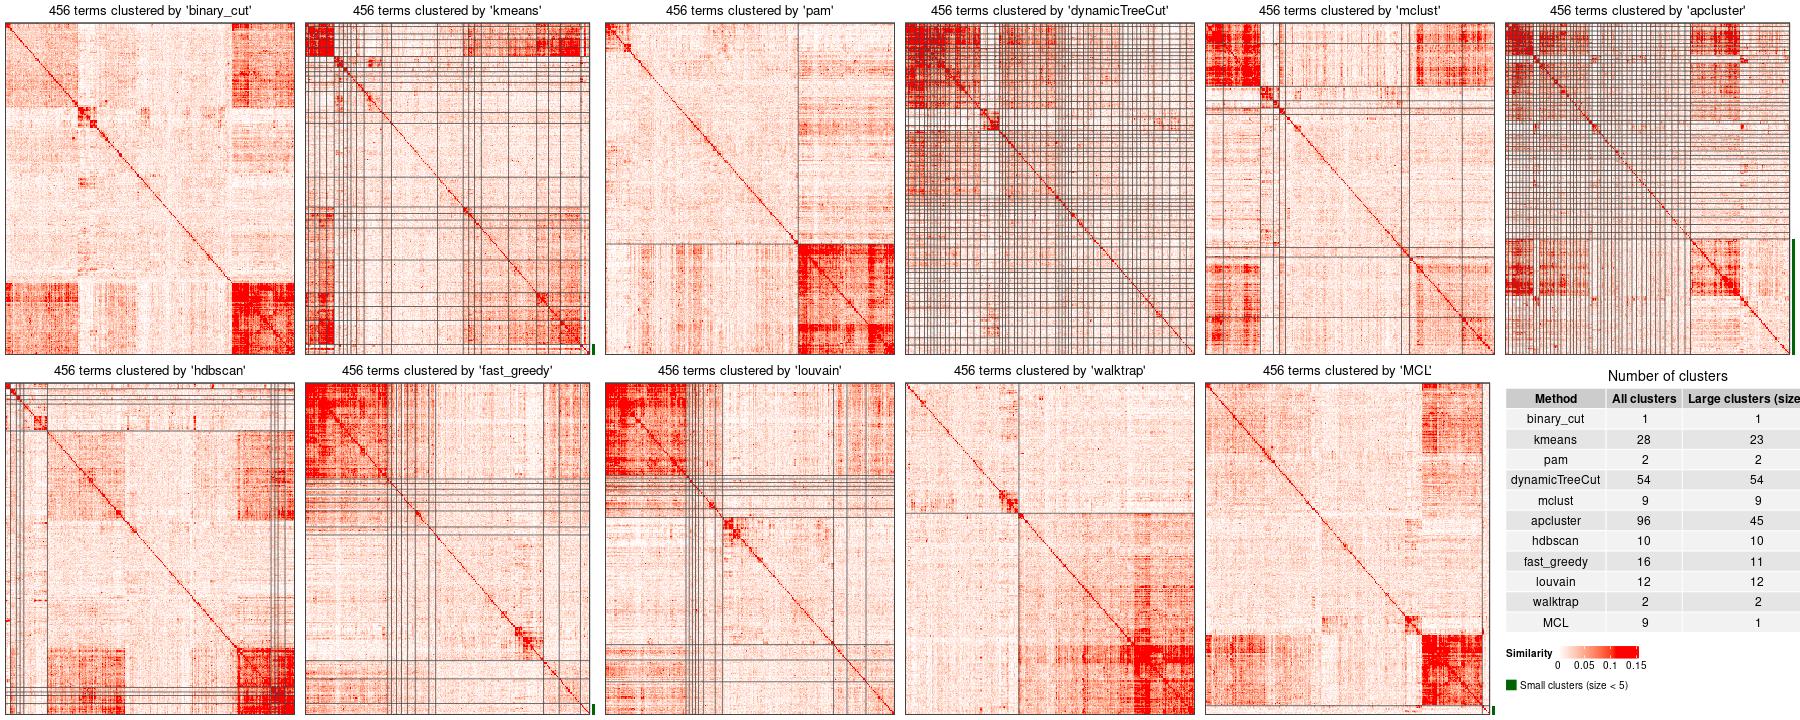 456 terms clustered by 'binary_cut'
456 terms clustered by 'kmeans'
456 terms clustered by 'pam'
456 terms clustered by 'dynamicTreeCut'
456 terms clustered by 'mclust'
456 terms clustered by 'apcluster'
456 terms clustered by 'hdbscan'
456 terms clustered by 'fast_greedy'
456 terms clustered by 'louvain'
456 terms clustered by 'walktrap'
456 terms clustered by 'MCL'
Number of clusters
Method All clusters Large clusters (size
binary_cut 1 1
kmeans 28 23
pam 2 2
dynamicTreeCut 54 54
mclust 9 9
apcluster 96 45
hdbscan 10 10
fast_greedy 16 11
louvain 12 12
walktrap 2 2
MCL 9 1
Similarity
0 0.05 0.1 0.15
Small clusters (size < 5)